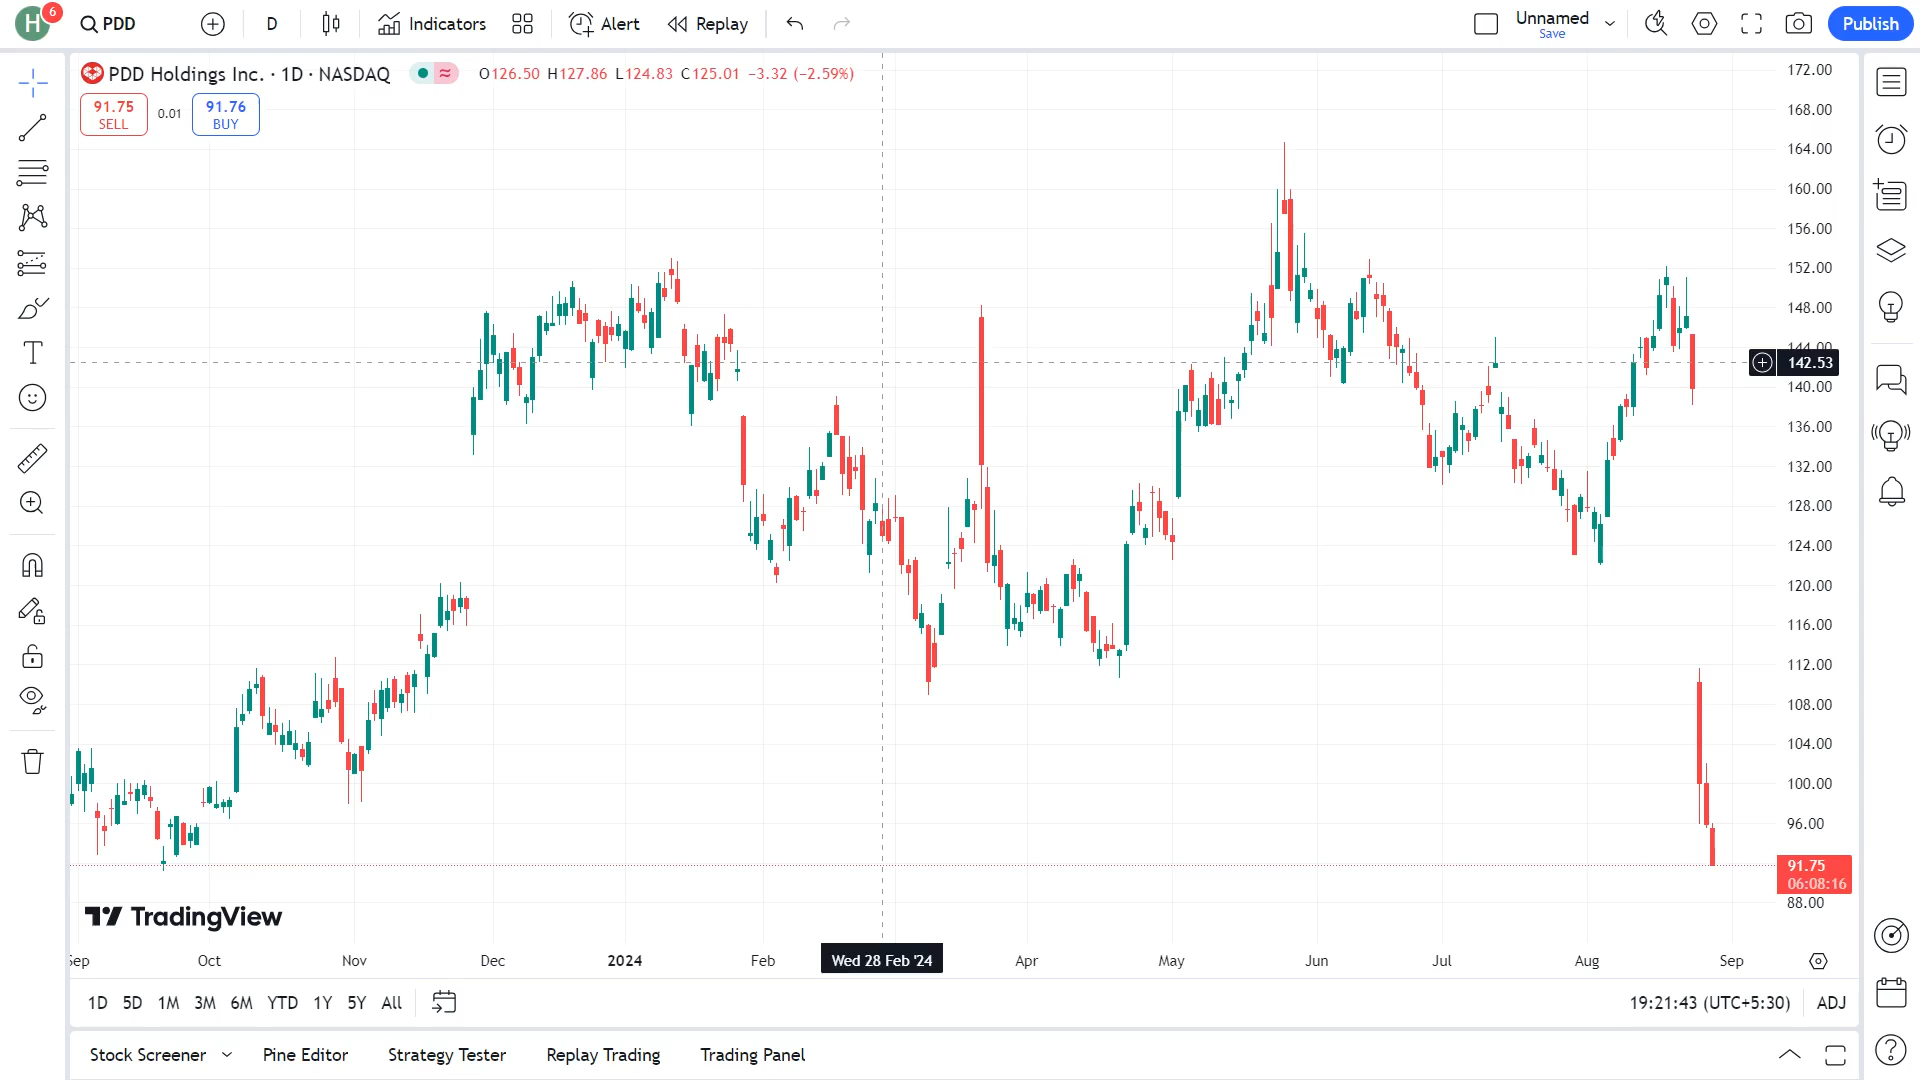 H
6
PDD
D
Indicators
Alert
Replay
Unnamed
Save
Publish
PDD Holdings Inc. · 1D · NASDAQ
≈
O126.50 H127.86 L124.83 C125.01 −3.32 (−2.59%)
91.75
SELL
0.01
91.76
BUY
172.00
168.00
164.00
160.00
156.00
152.00
148.00
144.00
142.53
140.00
136.00
132.00
128.00
124.00
120.00
116.00
112.00
108.00
104.00
100.00
96.00
91.75
06:08:16
88.00
TradingView
Sep Oct Nov Dec 2024 Feb Wed 28 Feb '24 Apr May Jun Jul Aug Sep
1D 5D 1M 3M 6M YTD 1Y 5Y All
19:21:43 (UTC+5:30) ADJ
Stock Screener Pine Editor Strategy Tester Replay Trading Trading Panel